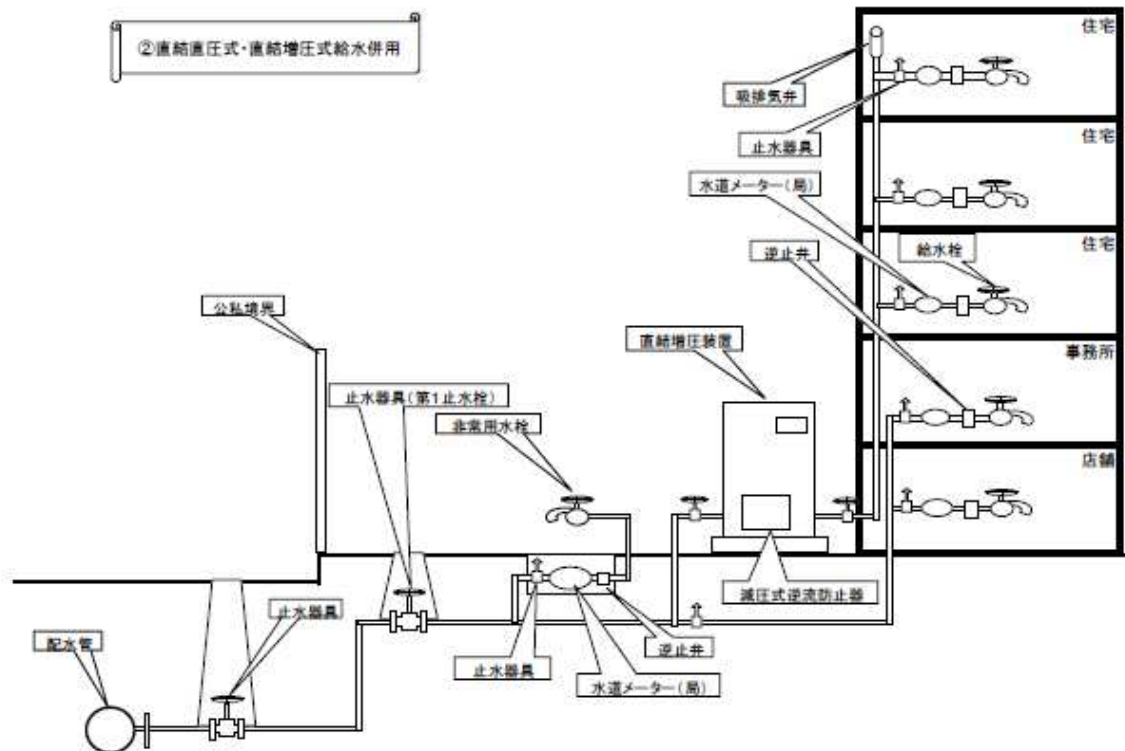 ②直結直圧式・直結増圧式給水併用
住宅
吸排気弁
止水器具
住宅
水道メーター(局)
逆止弁
給水栓
住宅
公私境界
直結増圧装置
事務所
止水器具(第1止水栓)
非常用水栓
店舗
減圧式逆流防止器
止水器具
配水管
止水器具
逆止弁
水道メーター(局)